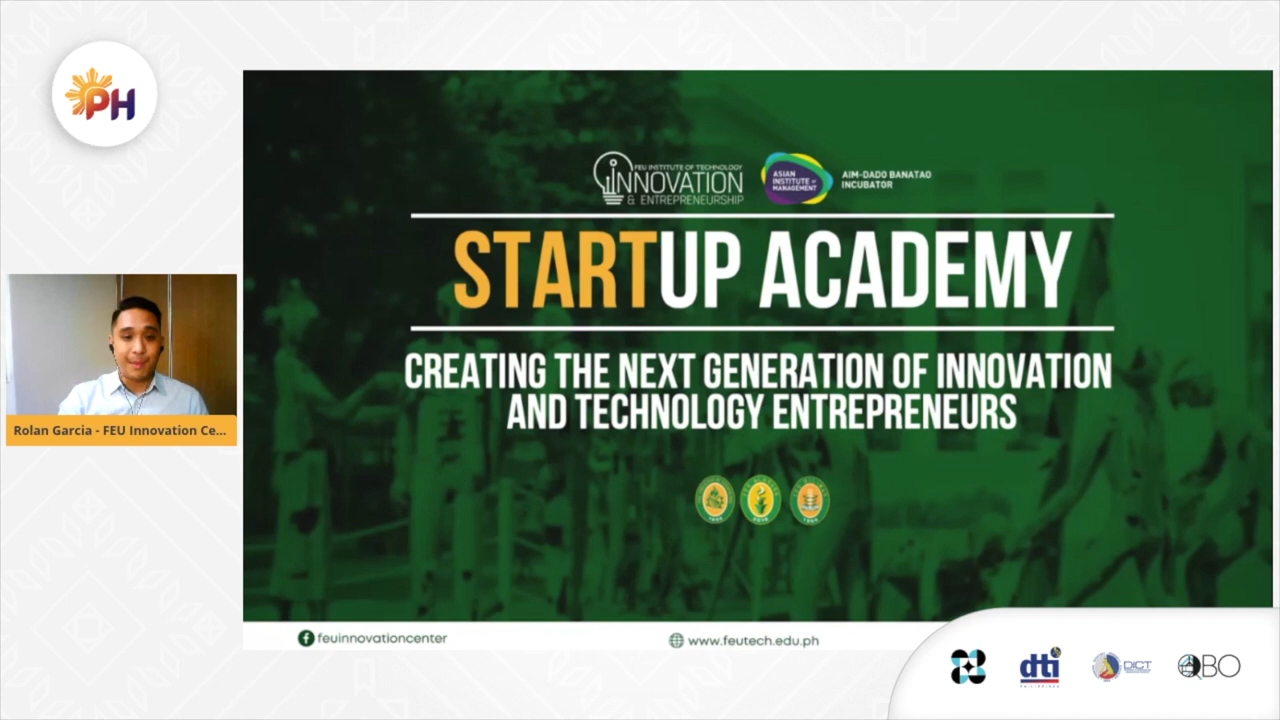 PH
FEU INSTITUTE OF TECHNOLOGY
INNOVATION
& ENTREPRENEURSHIP
ASIAN
INSTITUTE of
MANAGEMENT
AIM-DADO BANATAO
INCUBATOR
STARTUP ACADEMY
CREATING THE NEXT GENERATION OF INNOVATION
AND TECHNOLOGY ENTREPRENEURS
Rolan Garcia - FEU Innovation Ce...
feuinnovationcenter
www.feutech.edu.ph
dti
PHILIPPINES
DICT
QBO